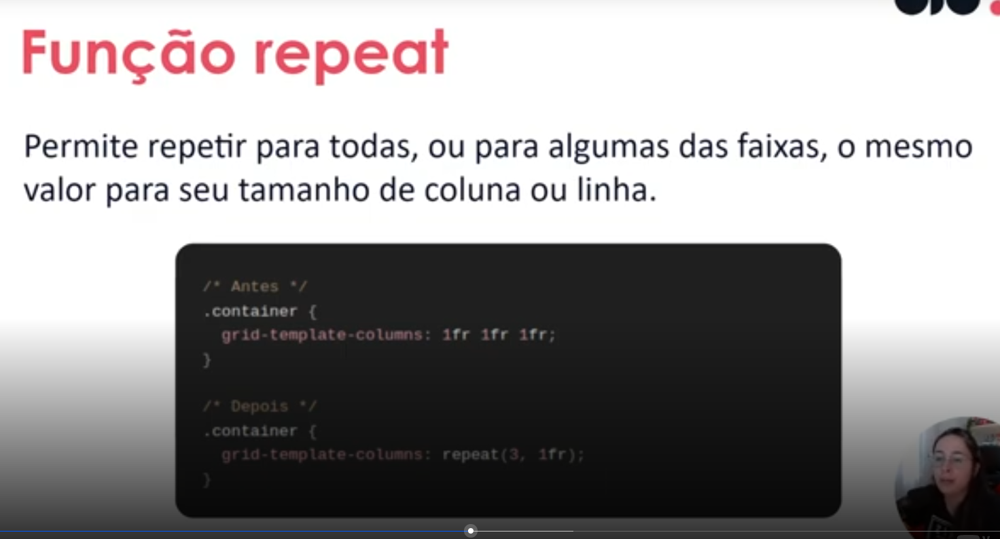 Função repeat
Permite repetir para todas, ou para algumas das faixas, o mesmo
valor para seu tamanho de coluna ou linha.
/* Antes */
.container {
grid-template-columns: 1fr 1fr 1fr;
}
/* Depois */
.container {
grid-template-columns: repeat(3, 1fr);
}